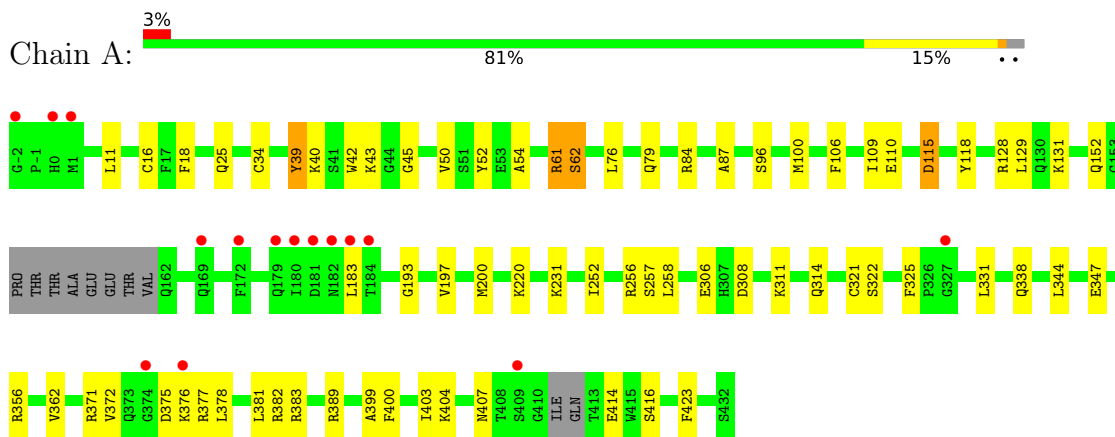 3%
Chain A:
81% 15% • •
G-2 P-1 H0 M1 L11 C16 F17 F18 Q25 C34 Y39 K40 S41 W42 K43 G44 G45 V50 S51 Y52 E53 A54 R61 S62 L76 Q79 R84 A87 S96 M100 F106 I109 E110 D115 Y118 R128 L129 Q130 K131 Q152 G153
PRO THR THR ALA GLU GLU THR VAL Q162 Q169 F172 Q179 I180 D181 N182 L183 T184 G193 V197 M200 K220 K231 I252 R256 S257 L258 E306 H307 D308 K311 Q314 C321 S322 F325 P326 G327 L331 Q338 L344 E347
R356 V362 R371 V372 Q373 G374 D375 K376 R377 L378 L381 R382 R383 R389 A399 F400 I403 K404 N407 T408 S409 G410 ILE GLN T413 E414 W415 S416 F423 S432